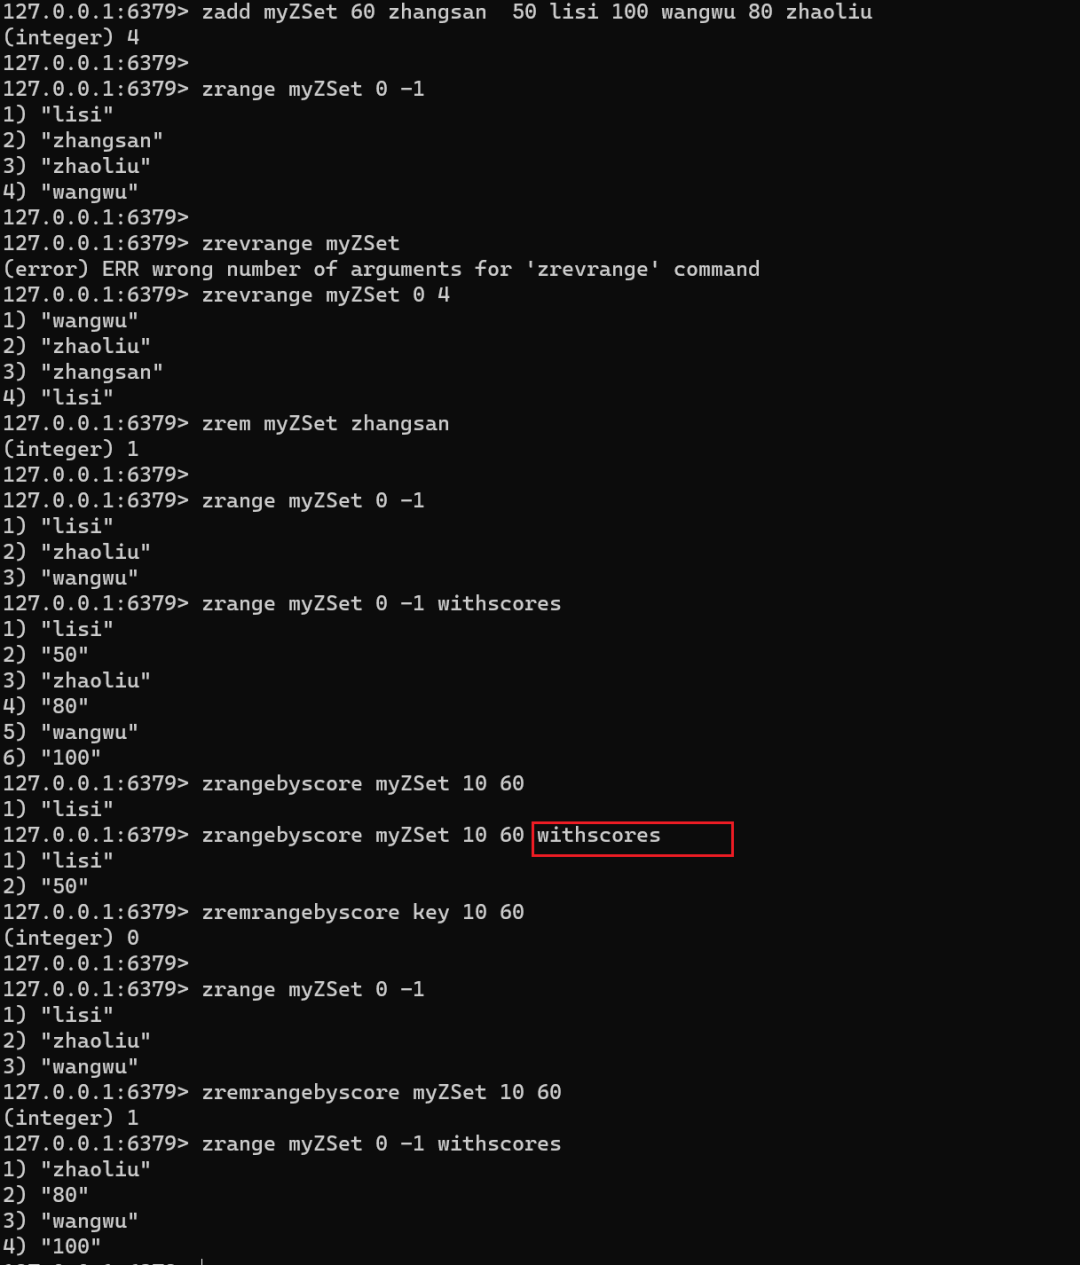 127.0.0.1:6379> zadd myZSet 60 zhangsan  50 lisi 100 wangwu 80 zhaoliu
(integer) 4
127.0.0.1:6379>
127.0.0.1:6379> zrange myZSet 0 -1
1) "lisi"
2) "zhangsan"
3) "zhaoliu"
4) "wangwu"
127.0.0.1:6379>
127.0.0.1:6379> zrevrange myZSet
(error) ERR wrong number of arguments for 'zrevrange' command
127.0.0.1:6379> zrevrange myZSet 0 4
1) "wangwu"
2) "zhaoliu"
3) "zhangsan"
4) "lisi"
127.0.0.1:6379> zrem myZSet zhangsan
(integer) 1
127.0.0.1:6379>
127.0.0.1:6379> zrange myZSet 0 -1
1) "lisi"
2) "zhaoliu"
3) "wangwu"
127.0.0.1:6379> zrange myZSet 0 -1 withscores
1) "lisi"
2) "50"
3) "zhaoliu"
4) "80"
5) "wangwu"
6) "100"
127.0.0.1:6379> zrangebyscore myZSet 10 60
1) "lisi"
127.0.0.1:6379> zrangebyscore myZSet 10 60 withscores
1) "lisi"
2) "50"
127.0.0.1:6379> zremrangebyscore key 10 60
(integer) 0
127.0.0.1:6379>
127.0.0.1:6379> zrange myZSet 0 -1
1) "lisi"
2) "zhaoliu"
3) "wangwu"
127.0.0.1:6379> zremrangebyscore myZSet 10 60
(integer) 1
127.0.0.1:6379> zrange myZSet 0 -1 withscores
1) "zhaoliu"
2) "80"
3) "wangwu"
4) "100"